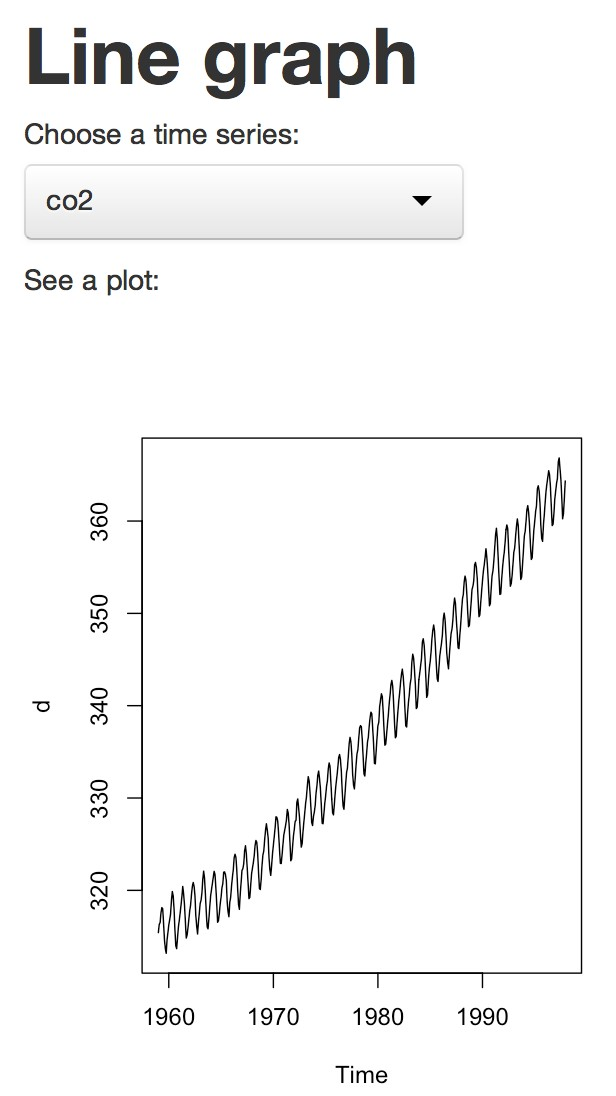 Line graph
Choose a time series:
co2
See a plot:
360
350
340
330
320
d
1960 1970 1980 1990
Time